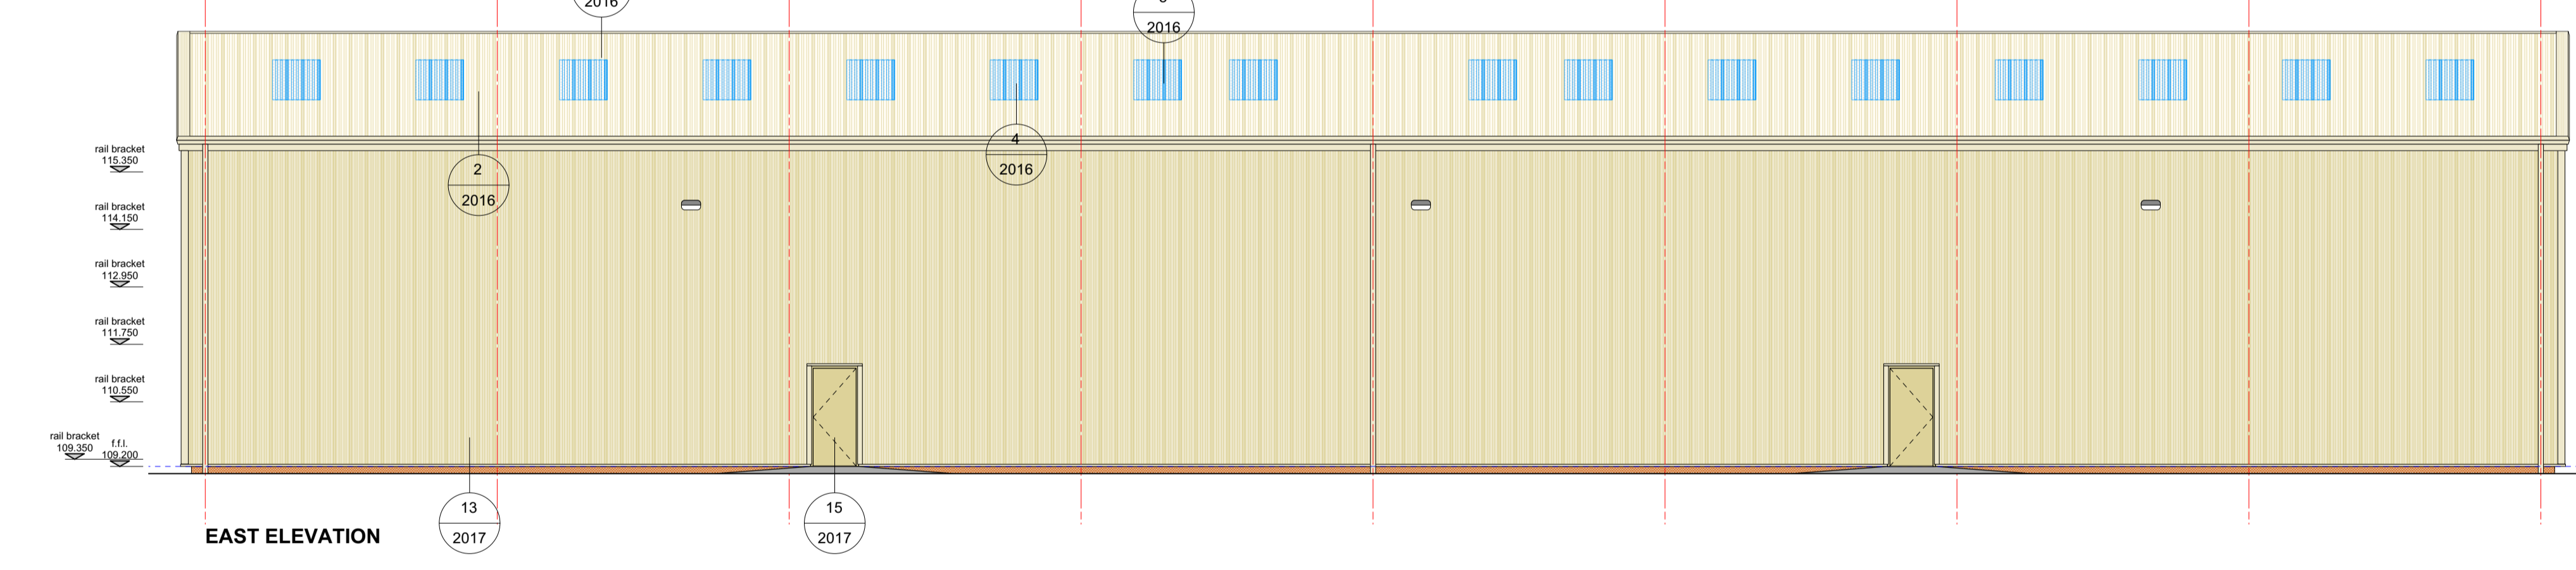 2016
2016
rail bracket
115.350
4
2016
2
2016
rail bracket
114.150
rail bracket
112.950
rail bracket
111.750
rail bracket
110.550
rail bracket
109.350
f.f.l.
109.200
13
2017
15
2017
EAST ELEVATION